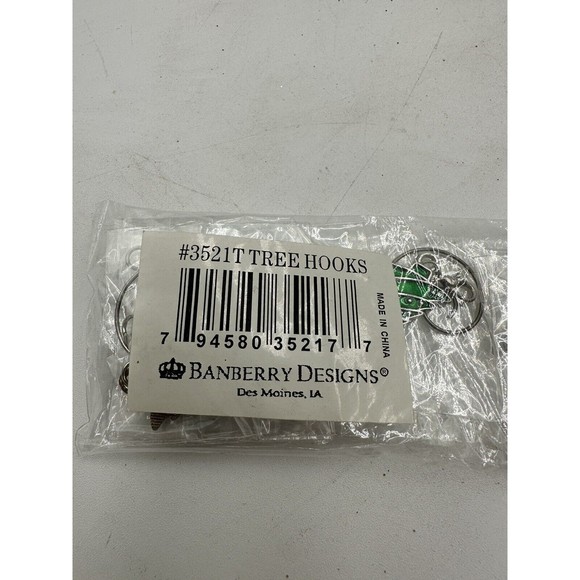 #3521T TREE HOOKS
7 94580 35217 7
MADE IN CHINA
BANBERRY DESIGNS®
Des Moines, IA